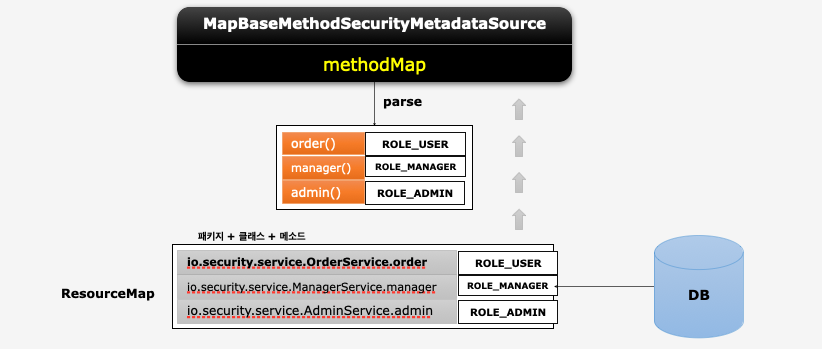 MapBaseMethodSecurityMetadataSource
methodMap
parse
order() ROLE_USER
manager() ROLE_MANAGER
admin() ROLE_ADMIN
패키지 + 클래스 + 메소드
io.security.service.OrderService.order ROLE_USER
io.security.service.ManagerService.manager ROLE_MANAGER
io.security.service.AdminService.admin ROLE_ADMIN
ResourceMap
DB